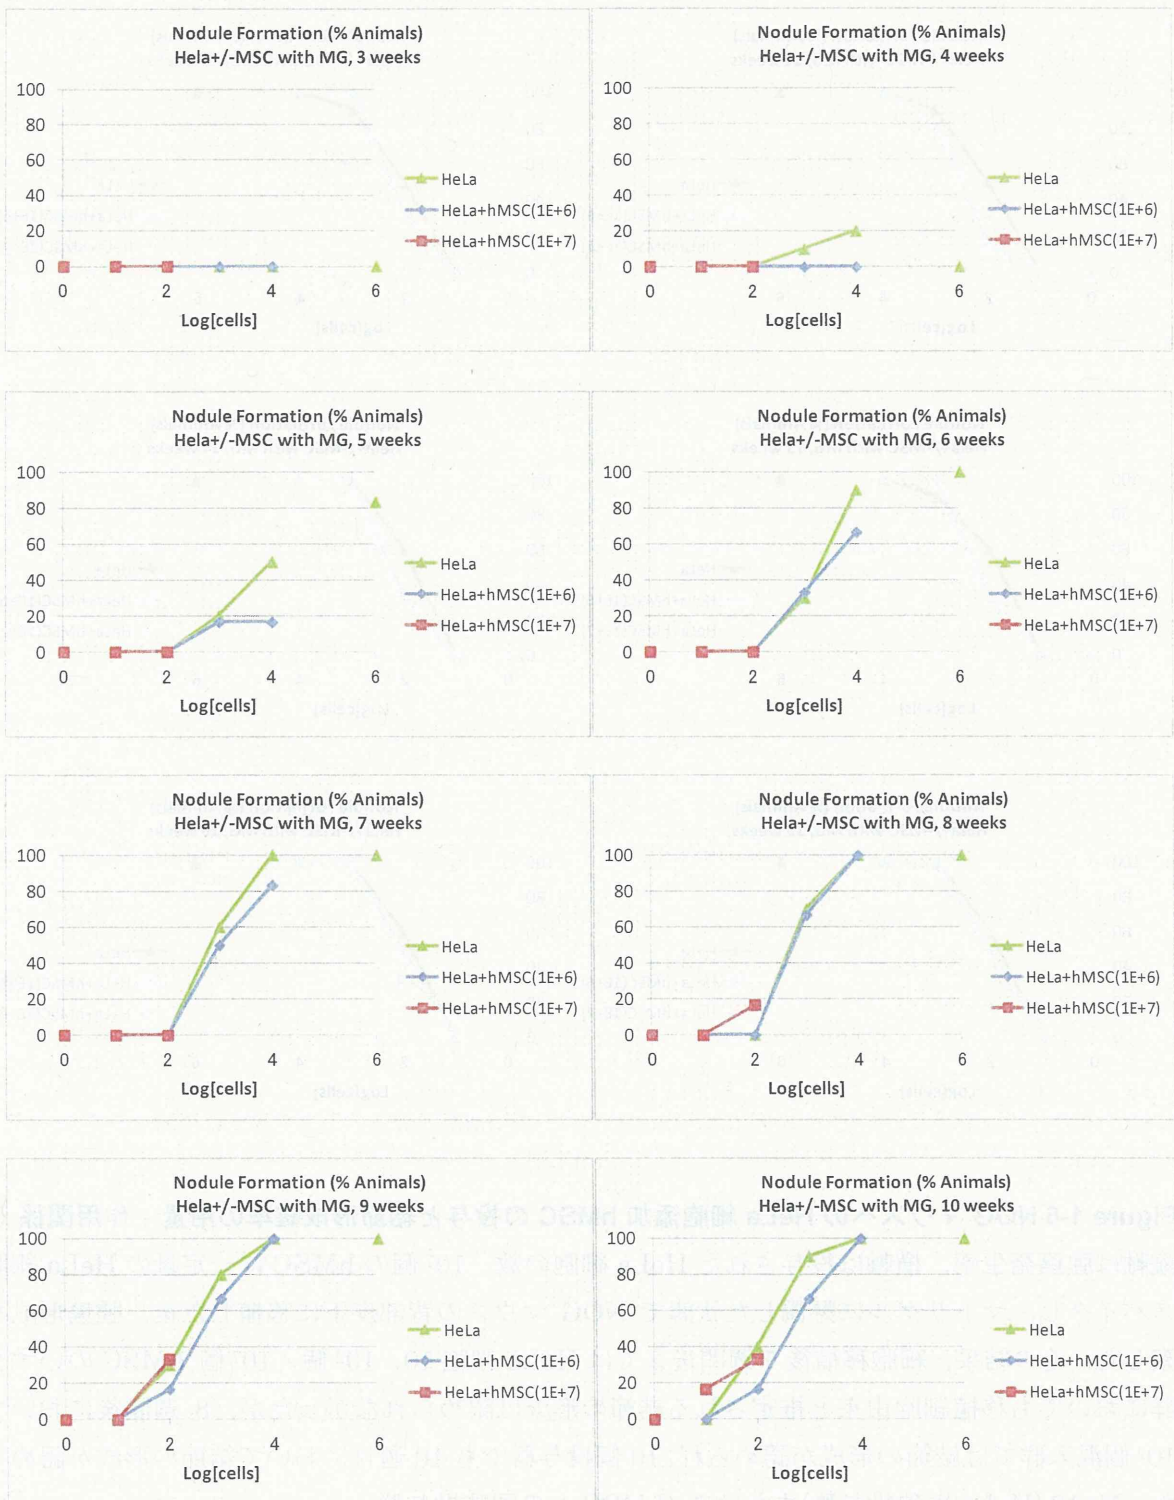 Nodule Formation (% Animals)
Hela+/-MSC with MG, 3 weeks
100
80
60
40
20
0
0 2 4 6
Log[cells]
HeLa
HeLa+hMSC(1E+6)
HeLa+hMSC(1E+7)
Nodule Formation (% Animals)
Hela+/-MSC with MG, 4 weeks
100
80
60
40
20
0
0 2 4 6
Log[cells]
HeLa
HeLa+hMSC(1E+6)
HeLa+hMSC(1E+7)
Nodule Formation (% Animals)
Hela+/-MSC with MG, 5 weeks
100
80
60
40
20
0
0 2 4 6
Log[cells]
HeLa
HeLa+hMSC(1E+6)
HeLa+hMSC(1E+7)
Nodule Formation (% Animals)
Hela+/-MSC with MG, 6 weeks
100
80
60
40
20
0
0 2 4 6
Log[cells]
HeLa
HeLa+hMSC(1E+6)
HeLa+hMSC(1E+7)
Nodule Formation (% Animals)
Hela+/-MSC with MG, 7 weeks
100
80
60
40
20
0
0 2 4 6
Log[cells]
HeLa
HeLa+hMSC(1E+6)
HeLa+hMSC(1E+7)
Nodule Formation (% Animals)
Hela+/-MSC with MG, 8 weeks
100
80
60
40
20
0
0 2 4 6
Log[cells]
HeLa
HeLa+hMSC(1E+6)
HeLa+hMSC(1E+7)
Nodule Formation (% Animals)
Hela+/-MSC with MG, 9 weeks
100
80
60
40
20
0
0 2 4 6
Log[cells]
HeLa
HeLa+hMSC(1E+6)
HeLa+hMSC(1E+7)
Nodule Formation (% Animals)
Hela+/-MSC with MG, 10 weeks
100
80
60
40
20
0
0 2 4 6
Log[cells]
HeLa
HeLa+hMSC(1E+6)
HeLa+hMSC(1E+7)